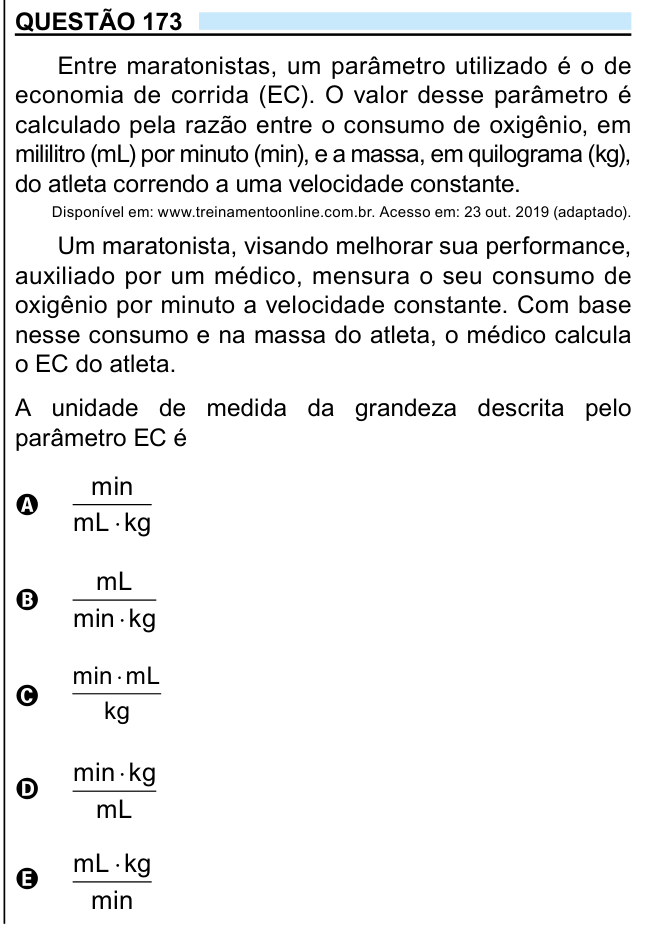 QUESTÃO 173
Entre maratonistas, um parâmetro utilizado é o de
economia de corrida (EC). O valor desse parâmetro é
calculado pela razão entre o consumo de oxigênio, em
mililitro (mL) por minuto (min), e a massa, em quilograma (kg),
do atleta correndo a uma velocidade constante.
Disponível em: www.treinamentoonline.com.br. Acesso em: 23 out. 2019 (adaptado).
Um maratonista, visando melhorar sua performance,
auxiliado por um médico, mensura o seu consumo de
oxigênio por minuto a velocidade constante. Com base
nesse consumo e na massa do atleta, o médico calcula
o EC do atleta.
A unidade de medida da grandeza descrita pelo
parâmetro EC é
A
min
mL · kg
B
mL
min · kg
C
min · mL
kg
D
min · kg
mL
E
mL · kg
min